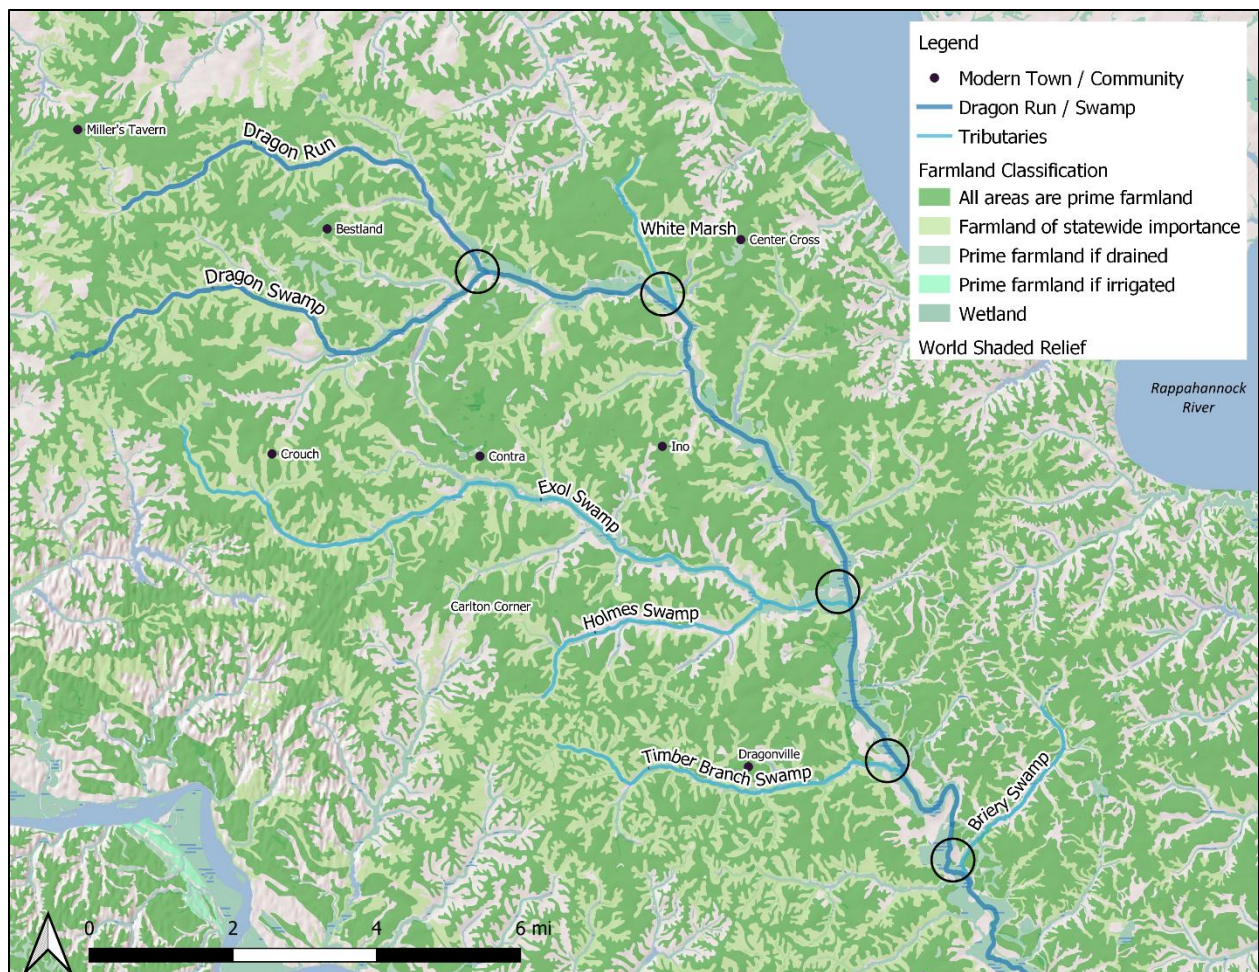 Legend
Modern Town / Community
Dragon Run / Swamp
Tributaries
Farmland Classification
All areas are prime farmland
Farmland of statewide importance
Prime farmland if drained
Prime farmland if irrigated
Wetland
World Shaded Relief
Miller's Tavern
Dragon Run
Bestland
White Marsh
Center Cross
Dragon Swamp
Rappahannock
River
Crouch
Contra
Ino
Exol Swamp
Carlton Corner
Holmes Swamp
Timber Branch Swamp
Dragonville
Briery Swamp
0 2 4 6 mi